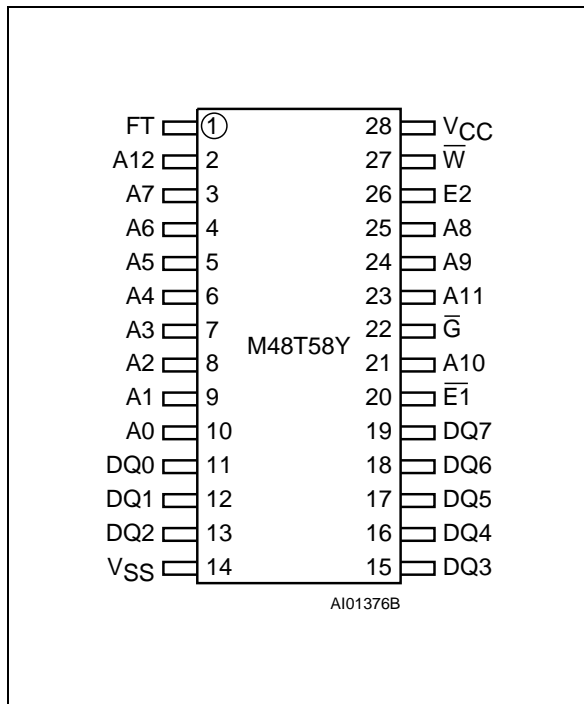 FT 1 28 VCC
A12 2 27 W̅
A7 3 26 E2
A6 4 25 A8
A5 5 24 A9
A4 6 23 A11
A3 7 22 G̅
M48T58Y
A2 8 21 A10
A1 9 20 E̅1̅
A0 10 19 DQ7
DQ0 11 18 DQ6
DQ1 12 17 DQ5
DQ2 13 16 DQ4
VSS 14 15 DQ3
AI01376B